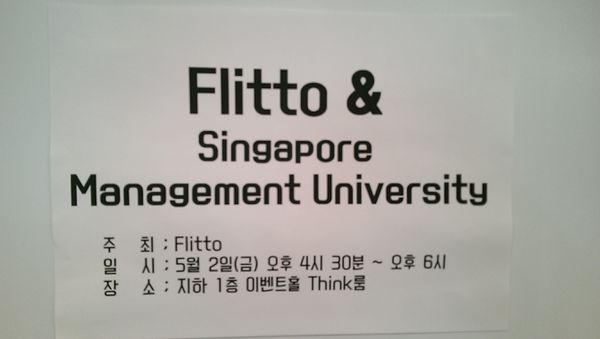 Flitto &
Singapore
Management University
주 최 : Flitto
일 시 : 5월 2일(금) 오후 4시 30분 ~ 오후 6시
장 소 : 지하 1층 이벤트홀 Think룸